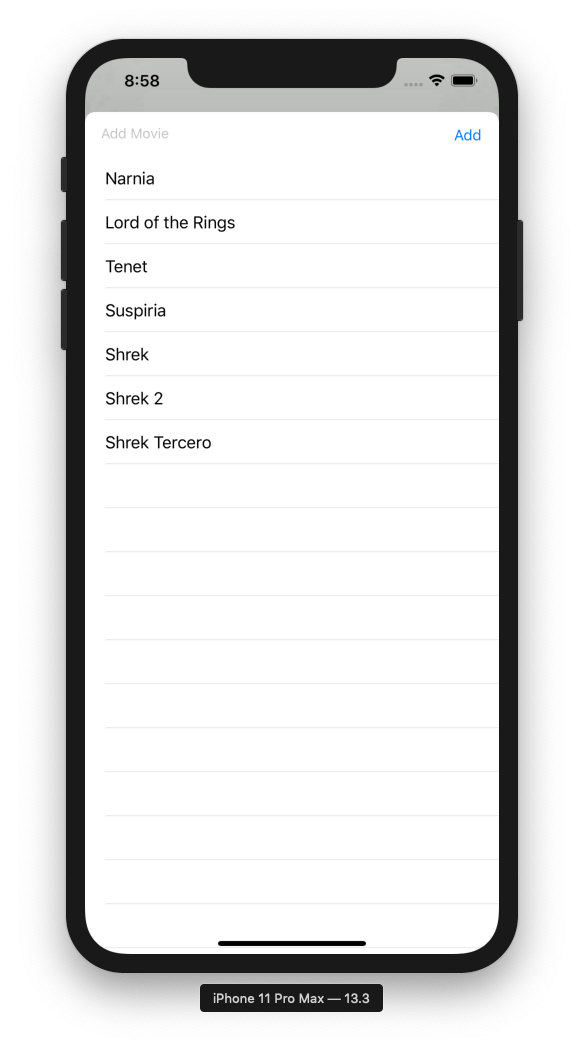 8:58
Add Movie
Add
Narnia
Lord of the Rings
Tenet
Suspiria
Shrek
Shrek 2
Shrek Tercero
iPhone 11 Pro Max — 13.3